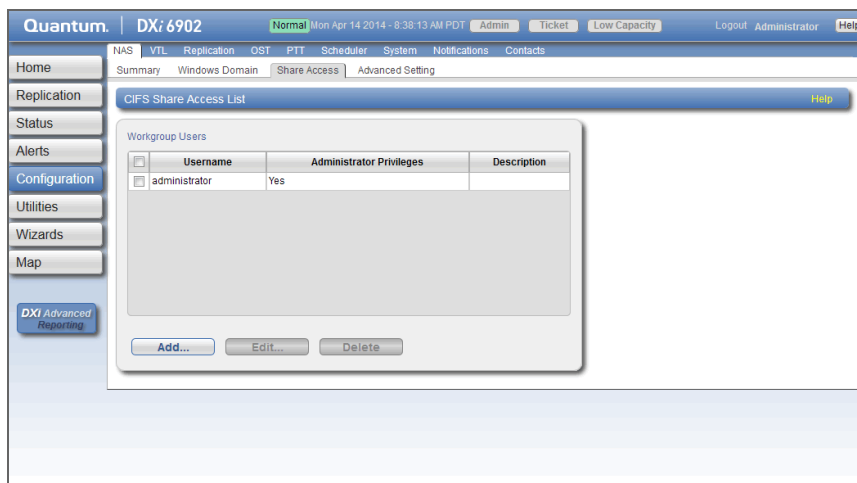 Quantum. DXi 6902 Normal Mon Apr 14 2014 - 8:38:13 AM PDT Admin Ticket Low Capacity Logout Administrator Help
NAS VTL Replication OST PTT Scheduler System Notifications Contacts
Summary Windows Domain Share Access Advanced Setting
Home
Replication
Status
Alerts
Configuration
Utilities
Wizards
Map
DXi Advanced
Reporting
CIFS Share Access List Help
Workgroup Users
Username Administrator Privileges Description
administrator Yes
Add... Edit... Delete